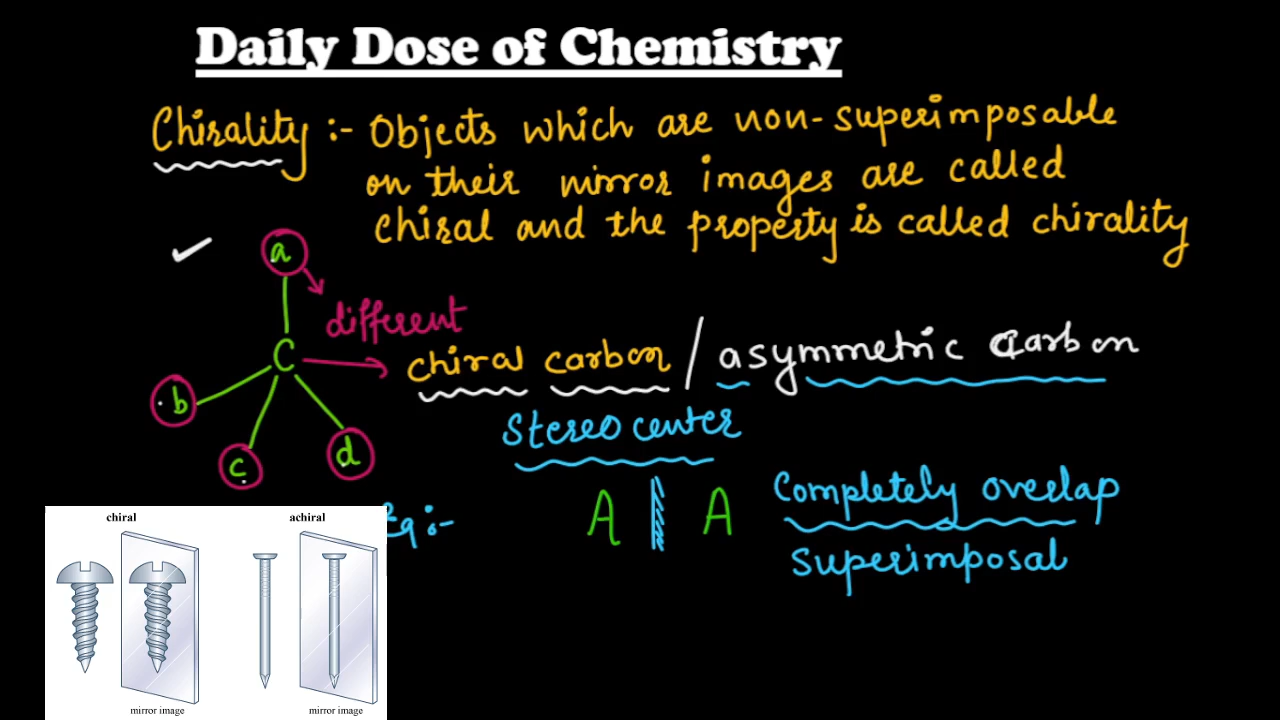 Daily Dose of Chemistry
Chirality :- Objects which are non-superimposable
on their mirror images are called
chiral and the property is called chirality
a
different
C
chiral carbon / asymmetric Carbon
b
Stereo center
c
d
Completely overlap
Eg :-
A A
Superimposal
chiral achiral
mirror image mirror image